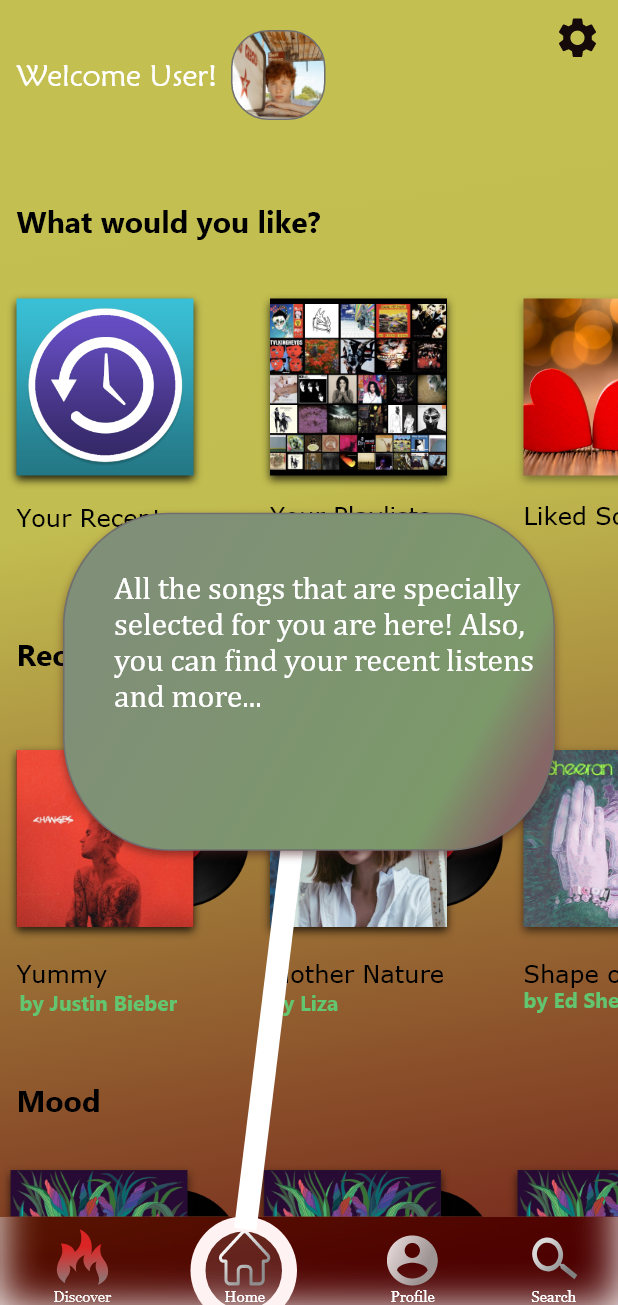 Welcome User!
What would you like?
Your Recent
Your Playlists
Liked So
All the songs that are specially
selected for you are here! Also,
you can find your recent listens
and more...
Rec
CHANGES
Sheeran
Yummy
by Justin Bieber
Mother Nature
by Liza
Shape o
by Ed She
Mood
Discover
Home
Profile
Search